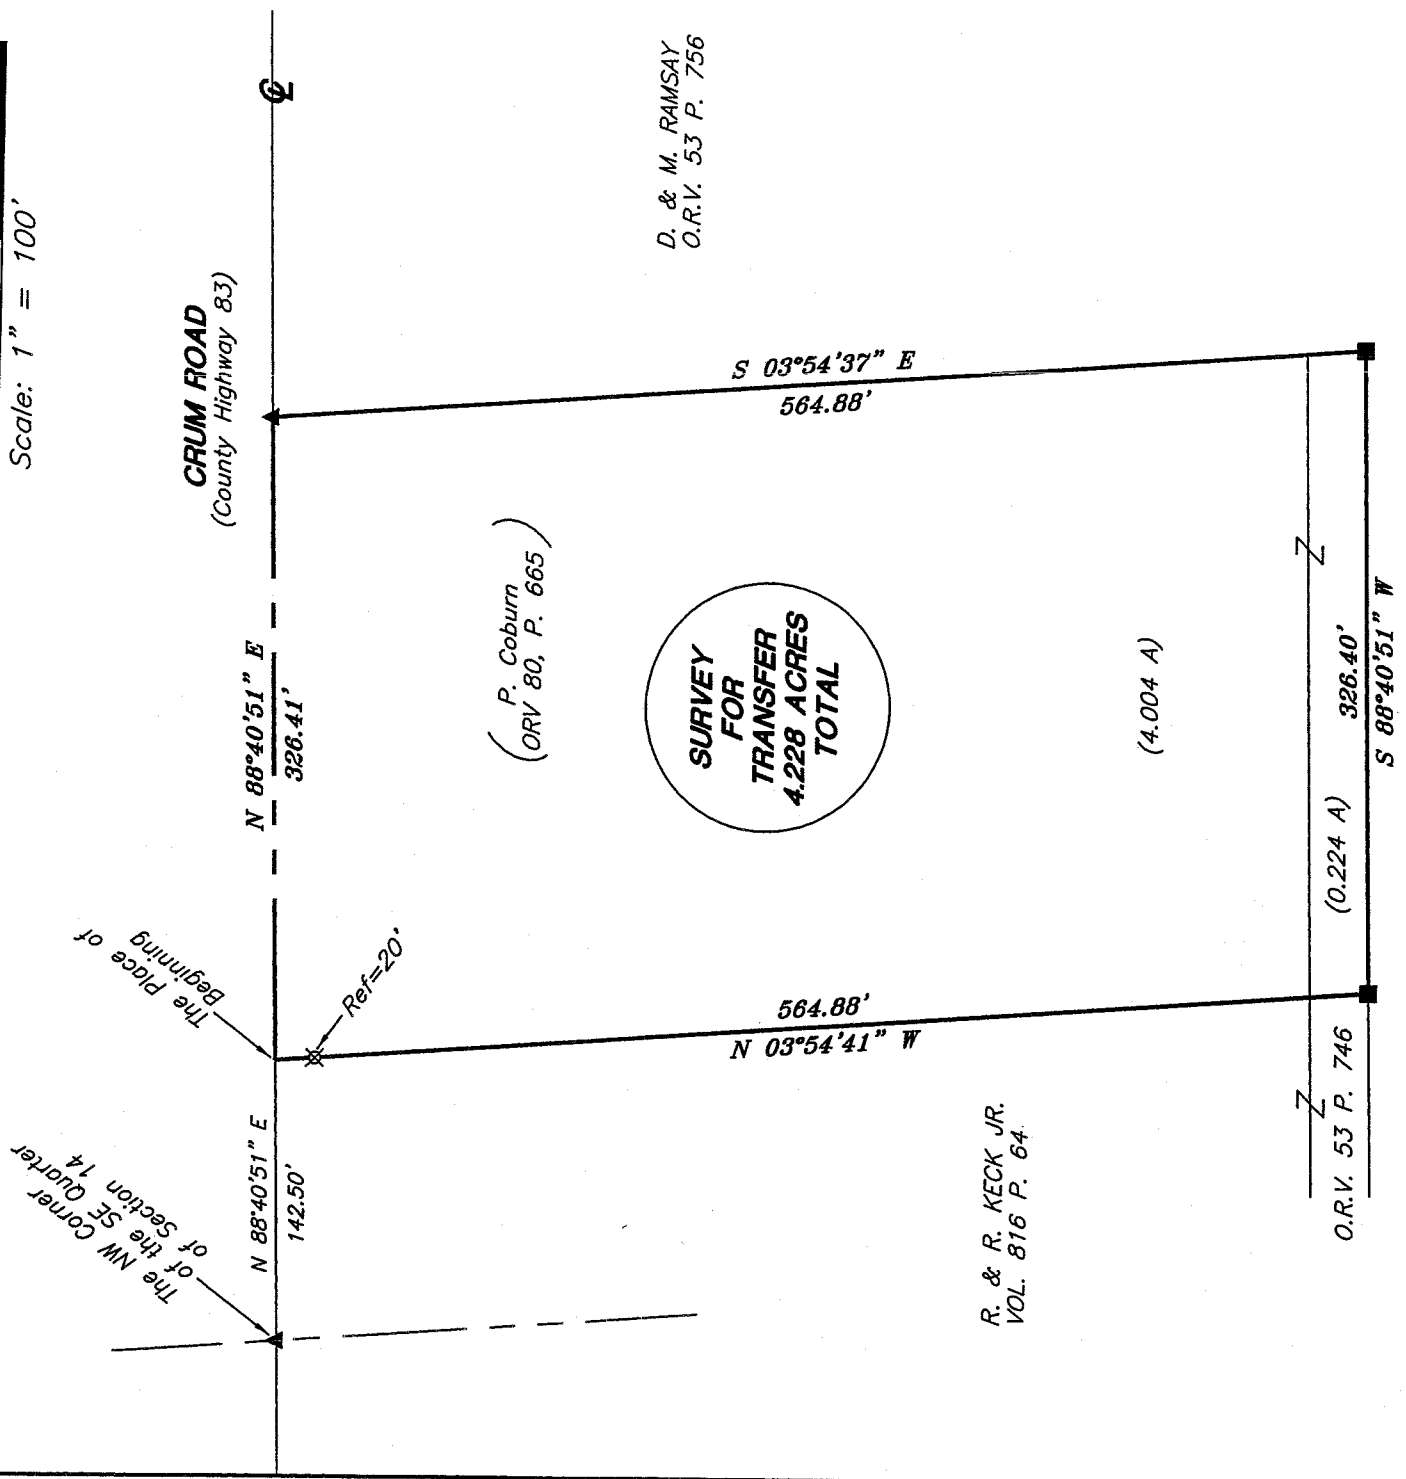 Scale: 1" = 100'
CRUM ROAD
(County Highway 83)
℄
D. & M. RAMSAY
O.R.V. 53 P. 756
The NW Corner
of the SE Quarter
of Section 14
N 88°40'51" E
142.50'
The Place of
Beginning
Ref=20'
N 88°40'51" E
326.41'
S 03°54'37" E
564.88'
P. Coburn
(ORV 80, P. 665)
SURVEY
FOR
TRANSFER
4.228 ACRES
TOTAL
(4.004 A)
564.88'
N 03°54'41" W
R. & R. KECK JR.
VOL. 816 P. 64
Z
Z
(0.224 A)
326.40'
S 88°40'51" W
O.R.V. 53 P. 746